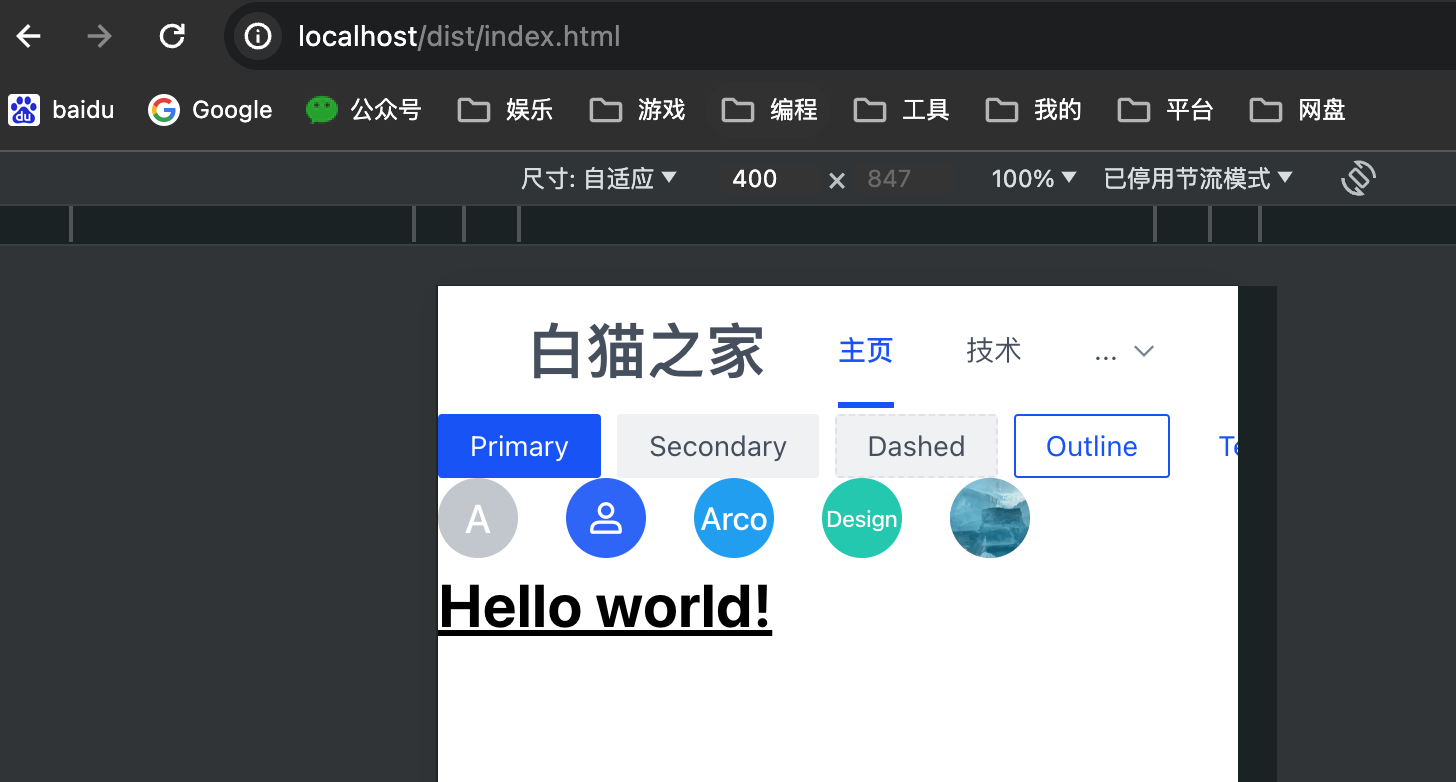 localhost/dist/index.html
baidu Google 公众号 娱乐 游戏 编程 工具 我的 平台 网盘
尺寸: 自适应 400 × 847 100% 已停用节流模式
白猫之家 主页 技术 ...
Primary Secondary Dashed Outline Te
A Arco Design
Hello world!